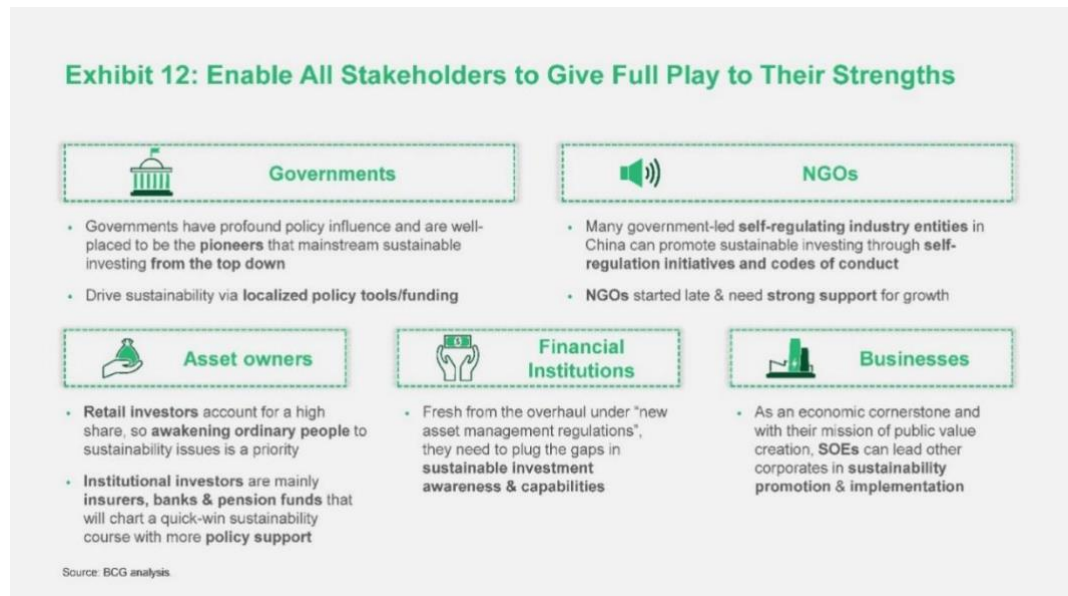 Exhibit 12: Enable All Stakeholders to Give Full Play to Their Strengths
Governments
• Governments have profound policy influence and are well-
placed to be the pioneers that mainstream sustainable
investing from the top down
• Drive sustainability via localized policy tools/funding
NGOs
• Many government-led self-regulating industry entities in
China can promote sustainable investing through self-
regulation initiatives and codes of conduct
• NGOs started late & need strong support for growth
Asset owners
• Retail investors account for a high
share, so awakening ordinary people to
sustainability issues is a priority
• Institutional investors are mainly
insurers, banks & pension funds that
will chart a quick-win sustainability
course with more policy support
Financial
Institutions
• Fresh from the overhaul under “new
asset management regulations”,
they need to plug the gaps in
sustainable investment
awareness & capabilities
Businesses
• As an economic cornerstone and
with their mission of public value
creation, SOEs can lead other
corporates in sustainability
promotion & implementation
Source: BCG analysis.